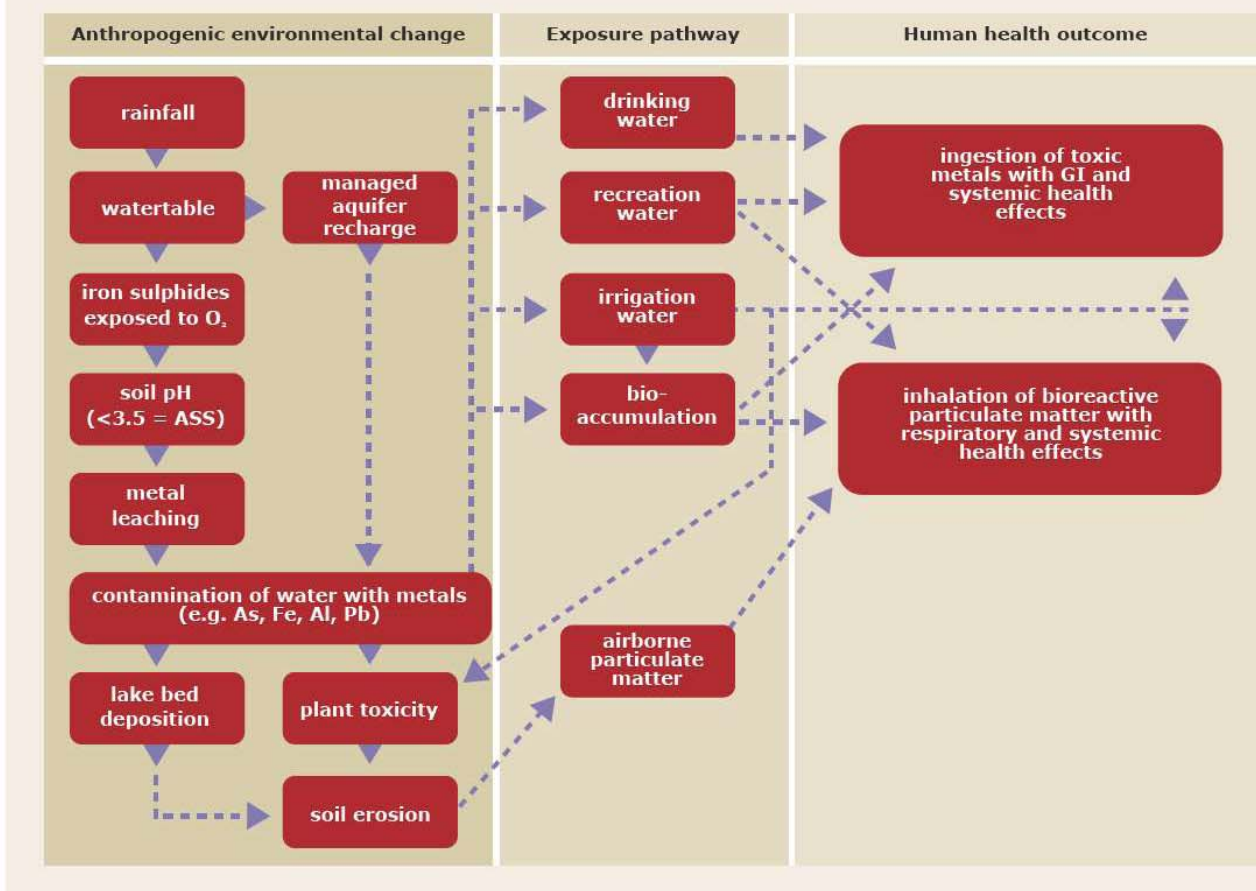 Anthropogenic environmental change
Exposure pathway
Human health outcome
rainfall
watertable
managed
aquifer
recharge
iron sulphides
exposed to O₂
soil pH
(<3.5 = ASS)
metal
leaching
contamination of water with metals
(e.g. As, Fe, Al, Pb)
lake bed
deposition
plant toxicity
soil erosion
drinking
water
recreation
water
irrigation
water
bio-
accumulation
airborne
particulate
matter
ingestion of toxic
metals with GI and
systemic health
effects
inhalation of bioreactive
particulate matter with
respiratory and systemic
health effects